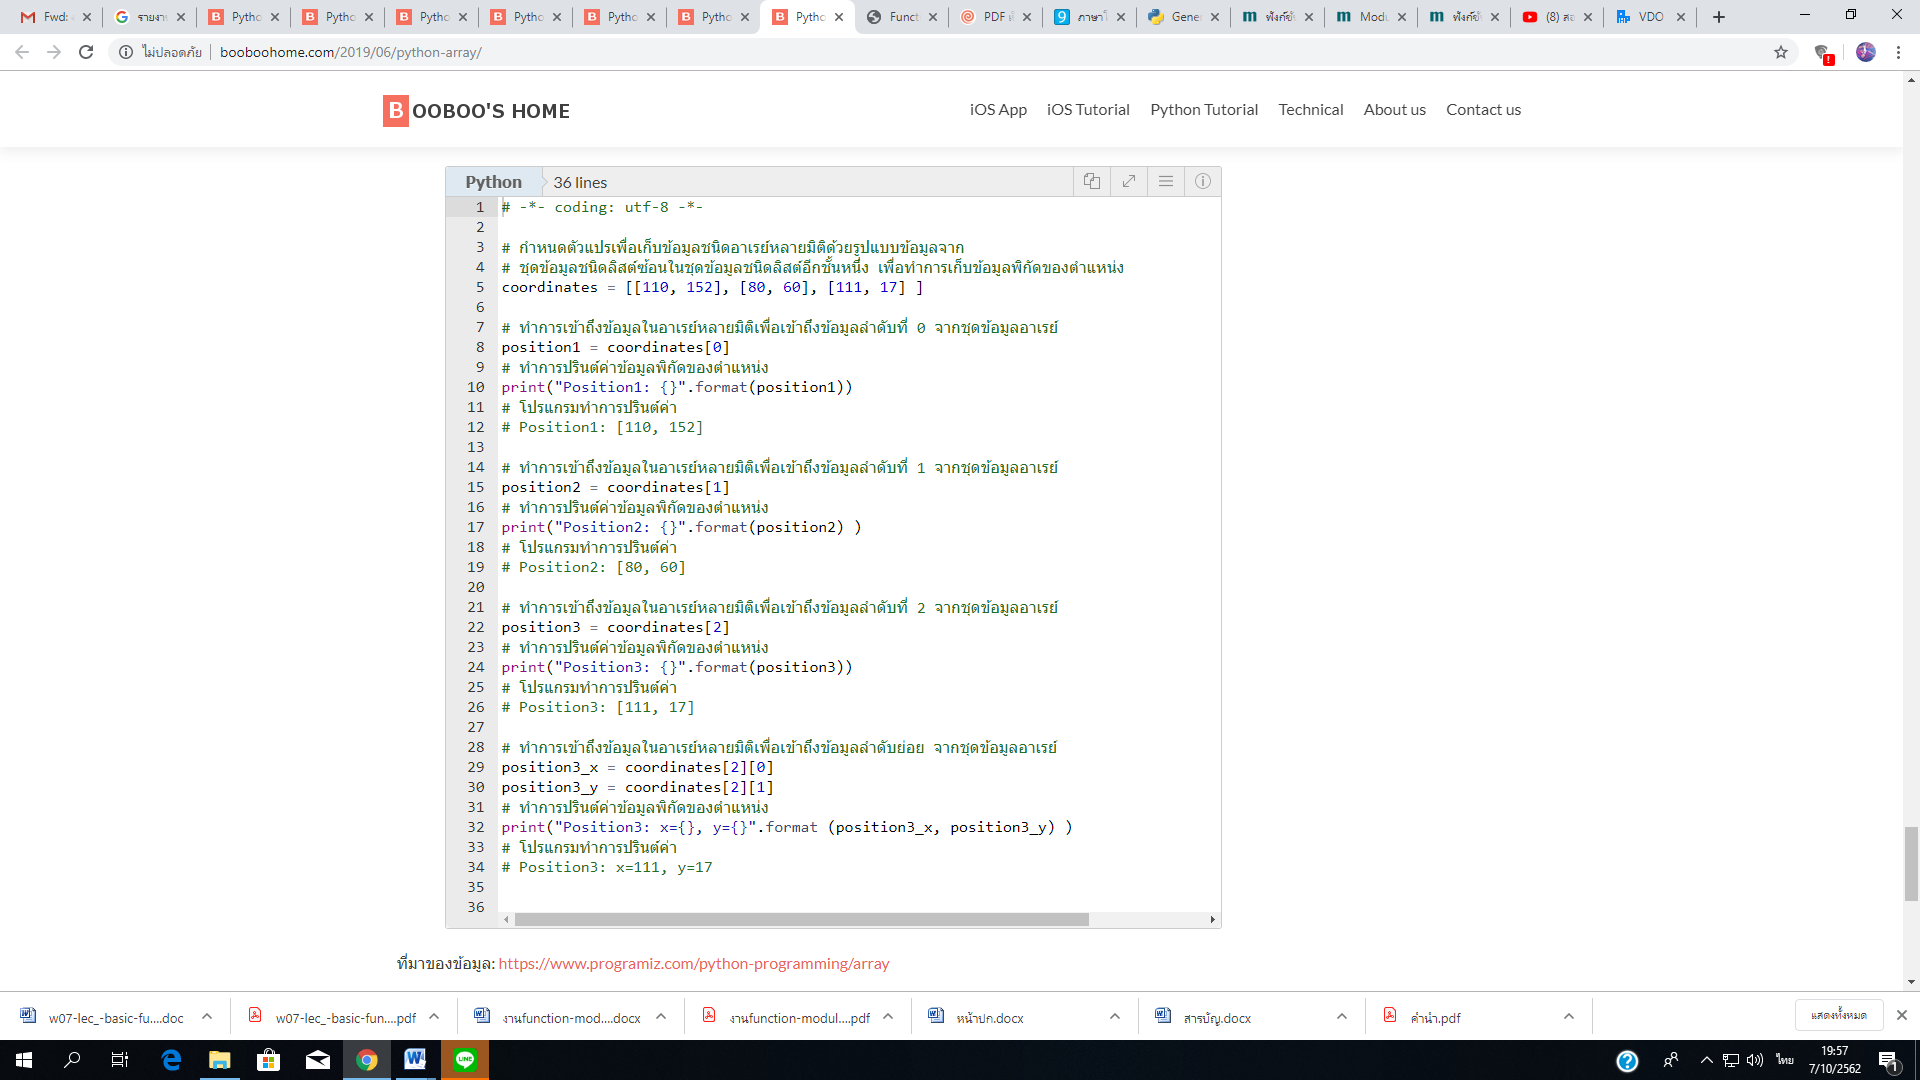 Fwd:
รายงา
Pytho
Pytho
Pytho
Pytho
Pytho
Pytho
Pytho
Funct
PDF
ภาษาโ
Gene
ฟังก์ชั
Modu
ฟังก์ชั
(8) สอ
VDO
ไม่ปลอดภัย
booboohome.com/2019/06/python-array/
BOOBOO'S HOME
iOS App
iOS Tutorial
Python Tutorial
Technical
About us
Contact us
Python
36 lines
1 # -*- coding: utf-8 -*-
2
3 # กำหนดตัวแปรเพื่อเก็บข้อมูลชนิดอาเรย์หลายมิติด้วยรูปแบบข้อมูลจาก
4 # ชุดข้อมูลชนิดลิสต์ซ้อนในชุดข้อมูลชนิดลิสต์อีกชั้นหนึ่ง เพื่อทำการเก็บข้อมูลพิกัดของตำแหน่ง
5 coordinates = [[110, 152], [80, 60], [111, 17] ]
6
7 # ทำการเข้าถึงข้อมูลในอาเรย์หลายมิติเพื่อเข้าถึงข้อมูลลำดับที่ 0 จากชุดข้อมูลอาเรย์
8 position1 = coordinates[0]
9 # ทำการปรินต์ค่าข้อมูลพิกัดของตำแหน่ง
10 print("Position1: {}".format(position1))
11 # โปรแกรมทำการปรินต์ค่า
12 # Position1: [110, 152]
13
14 # ทำการเข้าถึงข้อมูลในอาเรย์หลายมิติเพื่อเข้าถึงข้อมูลลำดับที่ 1 จากชุดข้อมูลอาเรย์
15 position2 = coordinates[1]
16 # ทำการปรินต์ค่าข้อมูลพิกัดของตำแหน่ง
17 print("Position2: {}".format(position2) )
18 # โปรแกรมทำการปรินต์ค่า
19 # Position2: [80, 60]
20
21 # ทำการเข้าถึงข้อมูลในอาเรย์หลายมิติเพื่อเข้าถึงข้อมูลลำดับที่ 2 จากชุดข้อมูลอาเรย์
22 position3 = coordinates[2]
23 # ทำการปรินต์ค่าข้อมูลพิกัดของตำแหน่ง
24 print("Position3: {}".format(position3))
25 # โปรแกรมทำการปรินต์ค่า
26 # Position3: [111, 17]
27
28 # ทำการเข้าถึงข้อมูลในอาเรย์หลายมิติเพื่อเข้าถึงข้อมูลลำดับย่อย จากชุดข้อมูลอาเรย์
29 position3_x = coordinates[2][0]
30 position3_y = coordinates[2][1]
31 # ทำการปรินต์ค่าข้อมูลพิกัดของตำแหน่ง
32 print("Position3: x={}, y={}".format (position3_x, position3_y) )
33 # โปรแกรมทำการปรินต์ค่า
34 # Position3: x=111, y=17
35
36
ที่มาของข้อมูล: https://www.programiz.com/python-programming/array
w07-lec_-basic-fu....doc
w07-lec_-basic-fun....pdf
งานfunction-mod....docx
งานfunction-modul....pdf
หน้าปก.docx
สารบัญ.docx
คำนำ.pdf
แสดงทั้งหมด
LINE
ไทย
19:57
7/10/2562
1